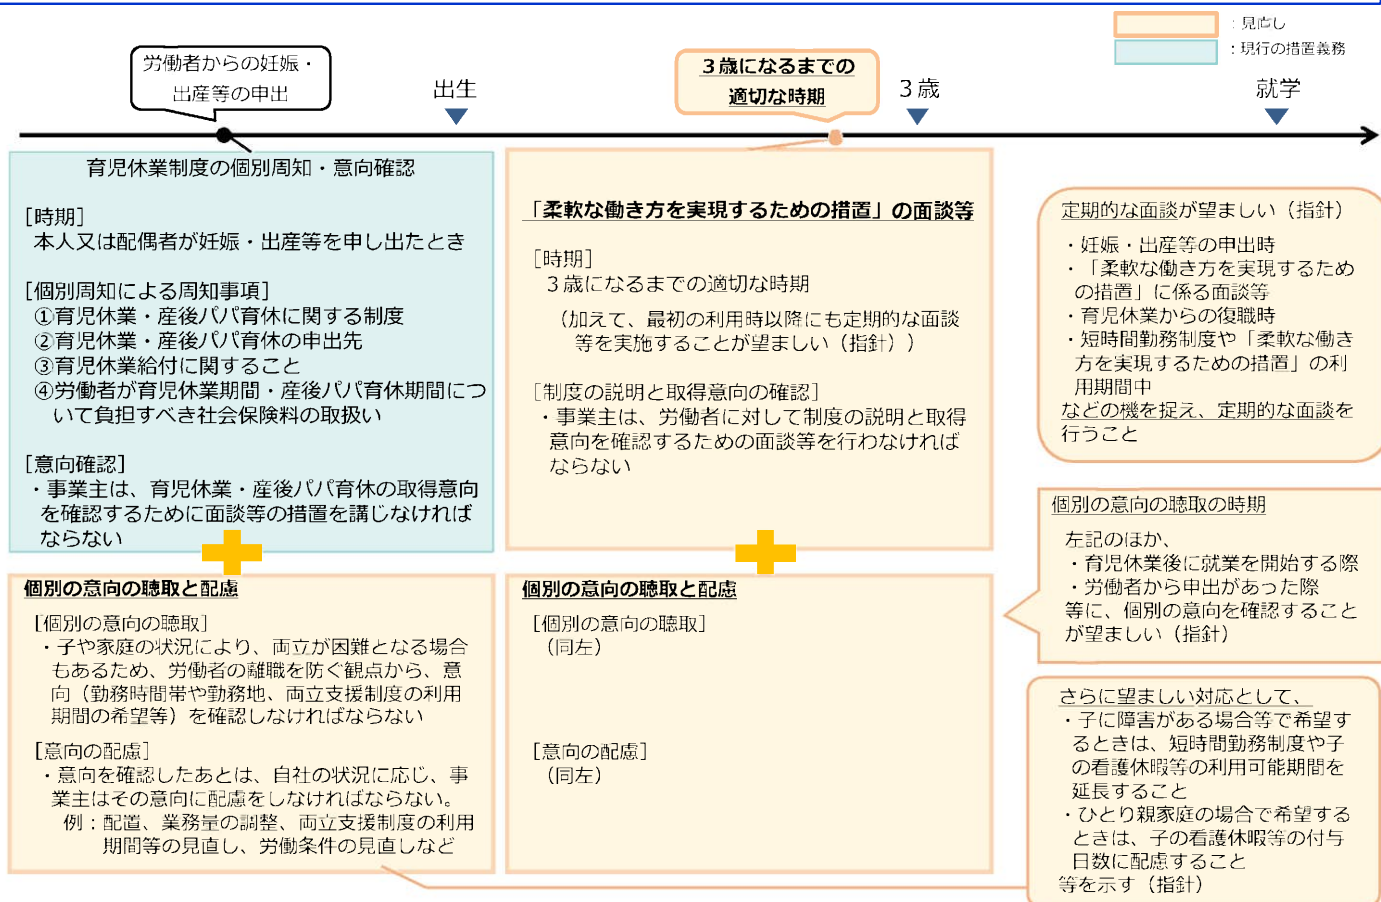 ：見直し
：現行の措置義務
労働者からの妊娠・
出産等の申出
出生
３歳になるまでの
適切な時期
３歳
就学
育児休業制度の個別周知・意向確認
［時期］
本人又は配偶者が妊娠・出産等を申し出たとき
［個別周知による周知事項］
①育児休業・産後パパ育休に関する制度
②育児休業・産後パパ育休の申出先
③育児休業給付に関すること
④労働者が育児休業期間・産後パパ育休期間につ
いて負担すべき社会保険料の取扱い
［意向確認］
・事業主は、育児休業・産後パパ育休の取得意向
を確認するために面談等の措置を講じなければ
ならない
個別の意向の聴取と配慮
［個別の意向の聴取］
・子や家庭の状況により、両立が困難となる場合
もあるため、労働者の離職を防ぐ観点から、意
向（勤務時間帯や勤務地、両立支援制度の利用
期間の希望等）を確認しなければならない
［意向の配慮］
・意向を確認したあとは、自社の状況に応じ、事
業主はその意向に配慮をしなければならない。
例：配置、業務量の調整、両立支援制度の利用
期間等の見直し、労働条件の見直しなど
「柔軟な働き方を実現するための措置」の面談等
［時期］
３歳になるまでの適切な時期
（加えて、最初の利用時以降にも定期的な面談
等を実施することが望ましい（指針））
［制度の説明と取得意向の確認］
・事業主は、労働者に対して制度の説明と取得
意向を確認するための面談等を行わなければ
ならない
個別の意向の聴取と配慮
［個別の意向の聴取］
（同左）
［意向の配慮］
（同左）
定期的な面談が望ましい（指針）
・妊娠・出産等の申出時
・「柔軟な働き方を実現するため
の措置」に係る面談等
・育児休業からの復職時
・短時間勤務制度や「柔軟な働き
方を実現するための措置」の利
用期間中
などの機を捉え、定期的な面談を
行うこと
個別の意向の聴取の時期
左記のほか、
・育児休業後に就業を開始する際
・労働者から申出があった際
等に、個別の意向を確認すること
が望ましい（指針）
さらに望ましい対応として、
・子に障害がある場合等で希望す
るときは、短時間勤務制度や子
の看護休暇等の利用可能期間を
延長すること
・ひとり親家庭の場合で希望する
ときは、子の看護休暇等の付与
日数に配慮すること
等を示す（指針）